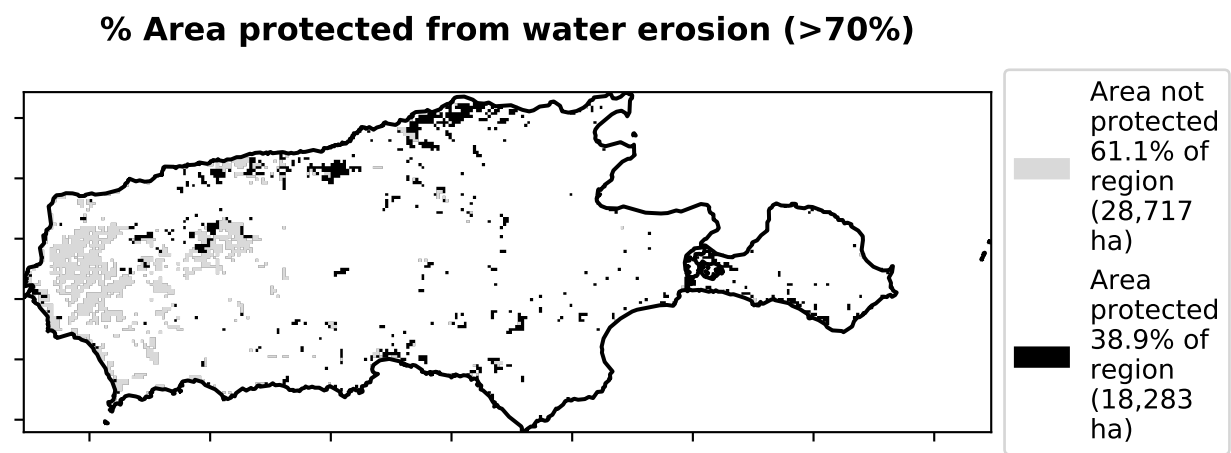 % Area protected from water erosion (>70%)
Area not
protected
61.1% of
region
(28,717
ha)
Area
protected
38.9% of
region
(18,283
ha)